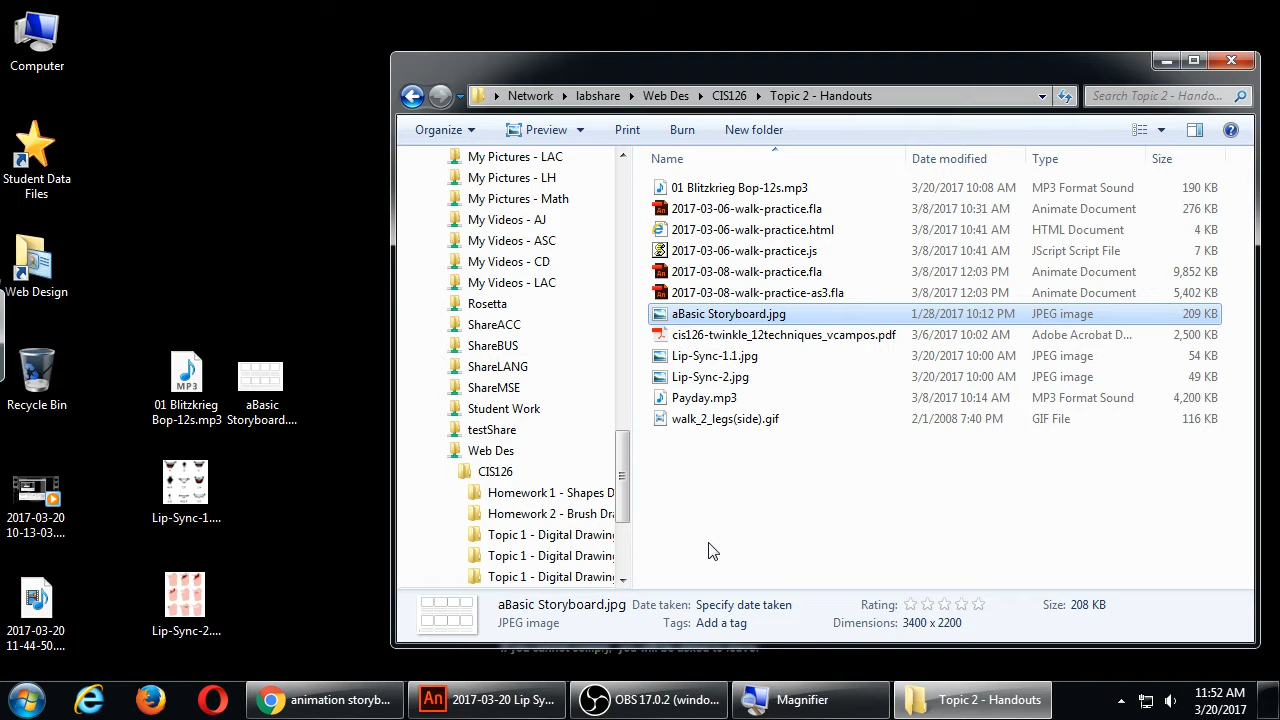 Computer
Student Data
Files
Web Design
Recycle Bin
01 Blitzkrieg
Bop-12s.mp3
aBasic
Storyboard....
2017-03-20
10-13-03....
Lip-Sync-1....
2017-03-20
11-44-50....
Lip-Sync-2....
Network
labshare
Web Des
CIS126
Topic 2 - Handouts
Search Topic 2 - Hando...
Organize
Preview
Print
Burn
New folder
My Pictures - LAC
My Pictures - LH
My Pictures - Math
My Videos - AJ
My Videos - ASC
My Videos - CD
My Videos - LAC
Rosetta
ShareACC
ShareBUS
ShareLANG
ShareMSE
Student Work
testShare
Web Des
CIS126
Homework 1 - Shapes D
Homework 2 - Brush Dra
Topic 1 - Digital Drawing
Topic 1 - Digital Drawing
Topic 1 - Digital Drawing
Name Date modified Type Size
01 Blitzkrieg Bop-12s.mp3 3/20/2017 10:08 AM MP3 Format Sound 190 KB
2017-03-06-walk-practice.fla 3/8/2017 10:31 AM Animate Document 276 KB
2017-03-06-walk-practice.html 3/8/2017 10:41 AM HTML Document 4 KB
2017-03-06-walk-practice.js 3/8/2017 10:41 AM JScript Script File 7 KB
2017-03-08-walk-practice.fla 3/8/2017 12:03 PM Animate Document 9,852 KB
2017-03-08-walk-practice-as3.fla 3/8/2017 12:03 PM Animate Document 5,402 KB
aBasic Storyboard.jpg 1/28/2017 10:12 PM JPEG image 209 KB
cis126-twinkle_12techniques_vcampos.pdf 3/6/2017 10:02 AM Adobe Acrobat D... 2,500 KB
Lip-Sync-1.1.jpg 3/20/2017 10:00 AM JPEG image 54 KB
Lip-Sync-2.jpg 3/20/2017 10:00 AM JPEG image 49 KB
Payday.mp3 3/8/2017 10:14 AM MP3 Format Sound 4,200 KB
walk_2_legs(side).gif 2/1/2008 7:40 PM GIF File 116 KB
aBasic Storyboard.jpg Date taken: Specify date taken Rating: Size: 208 KB
JPEG image Tags: Add a tag Dimensions: 3400 x 2200
If you cannot comply, you will be asked to leave.
animation storyb...
An 2017-03-20 Lip Sy...
OBS 17.0.2 (windo...
Magnifier
Topic 2 - Handouts
11:52 AM
3/20/2017